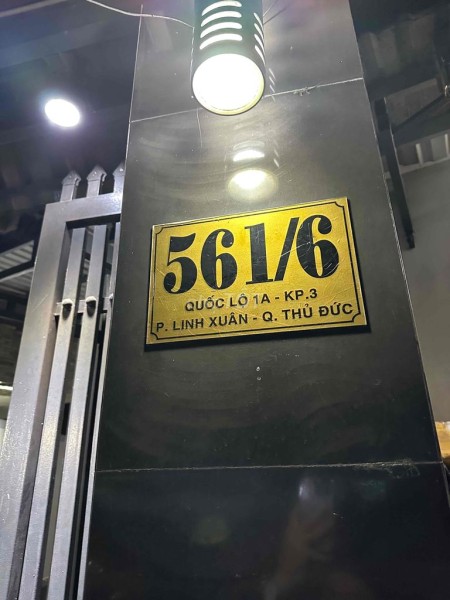 561/6
QUỐC LỘ 1A - KP.3
P. LINH XUÂN - Q. THỦ ĐỨC